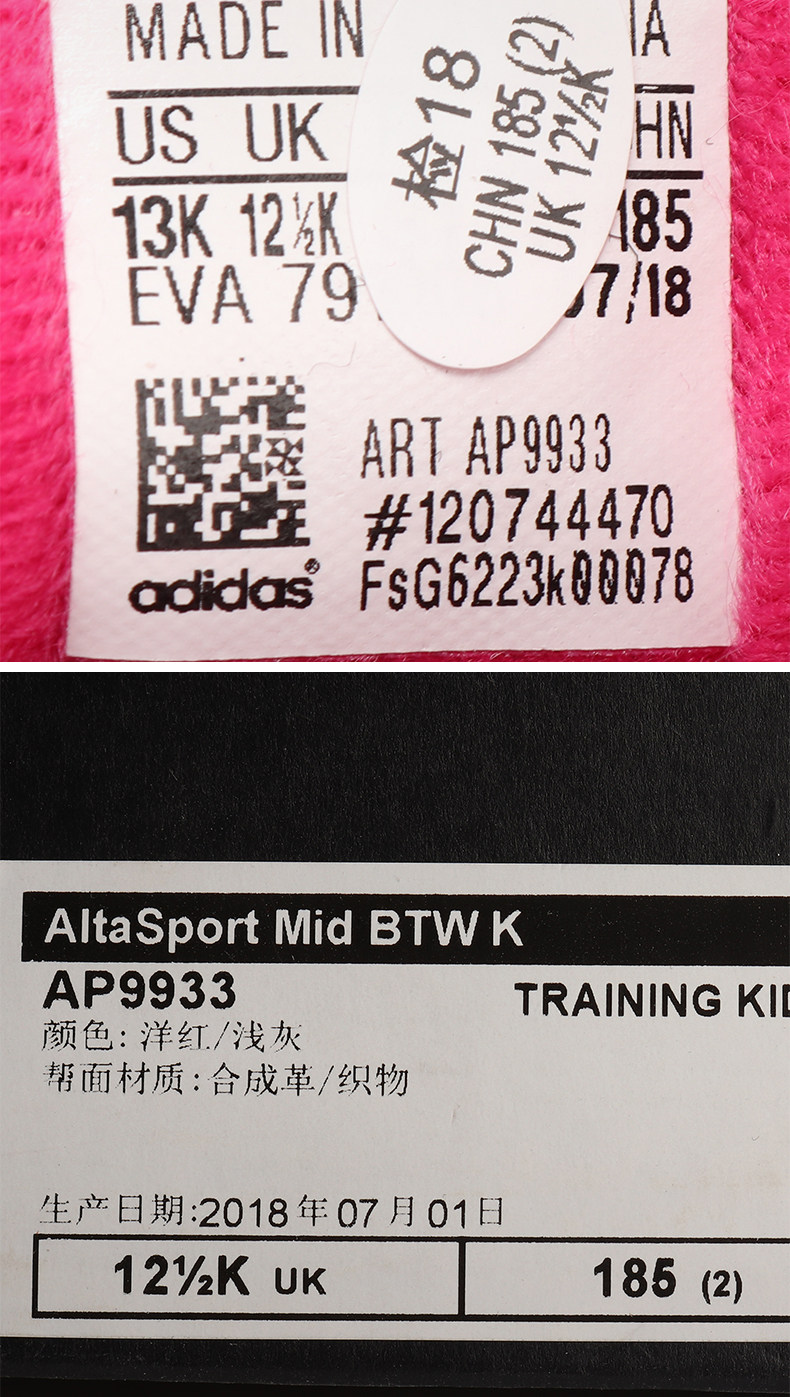 MADE IN
US UK
HN
13K 12½K
185
EVA 79
07/18
检18
CHN 185 (2)
UK 12½K
ART AP9933
#120744470
adidas®
FsG6223k00078
AltaSport Mid BTW K
AP9933
TRAINING KID
颜色: 洋红/浅灰
帮面材质:合成革/织物
生产日期:2018年07月01日
12½K UK
185 (2)